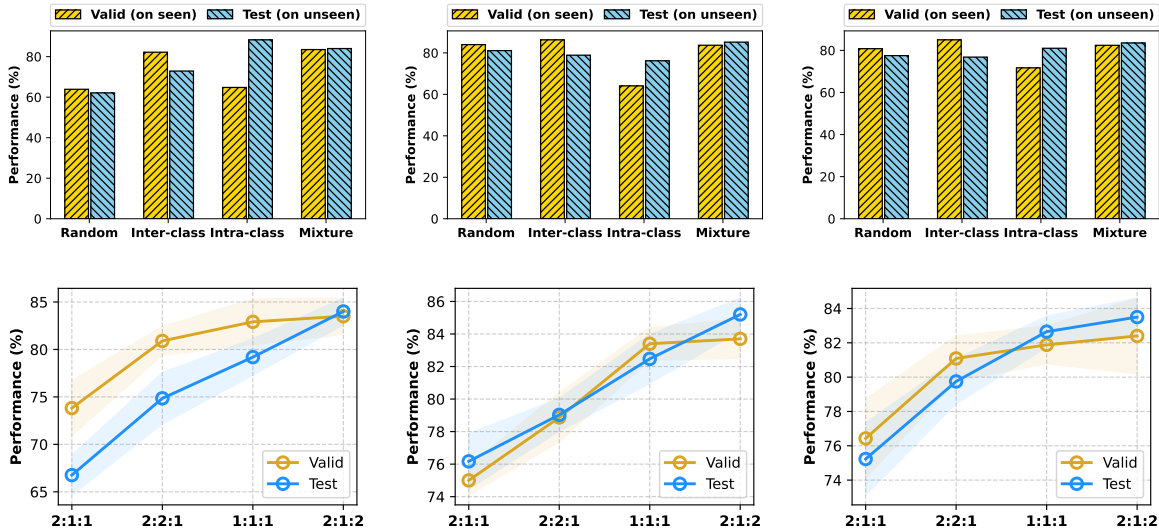 Valid (on seen) Test (on unseen)
Performance (%)
80
60
40
20
0
Random Inter-class Intra-class Mixture
Valid (on seen) Test (on unseen)
Performance (%)
80
60
40
20
0
Random Inter-class Intra-class Mixture
Valid (on seen) Test (on unseen)
Performance (%)
80
60
40
20
0
Random Inter-class Intra-class Mixture
Performance (%)
85
80
75
70
65
Valid
Test
2:1:1 2:2:1 1:1:1 2:1:2
Performance (%)
86
84
82
80
78
76
74
Valid
Test
2:1:1 2:2:1 1:1:1 2:1:2
Performance (%)
84
82
80
78
76
74
Valid
Test
2:1:1 2:2:1 1:1:1 2:1:2